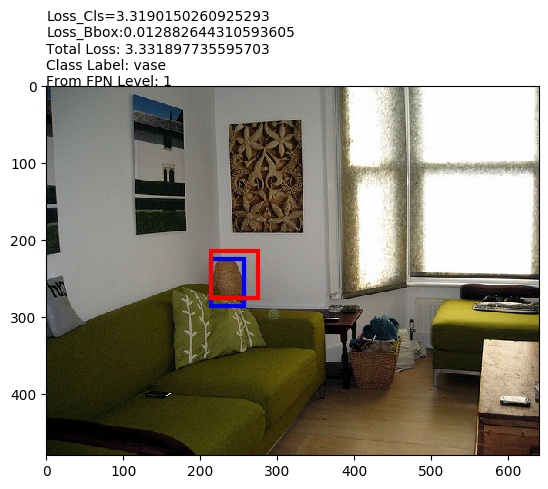 Loss_Cls=3.3190150260925293
Loss_Bbox:0.012882644310593605
Total Loss: 3.331897735595703
Class Label: vase
From FPN Level: 1
0
100
200
300
400
0
100
200
300
400
500
600